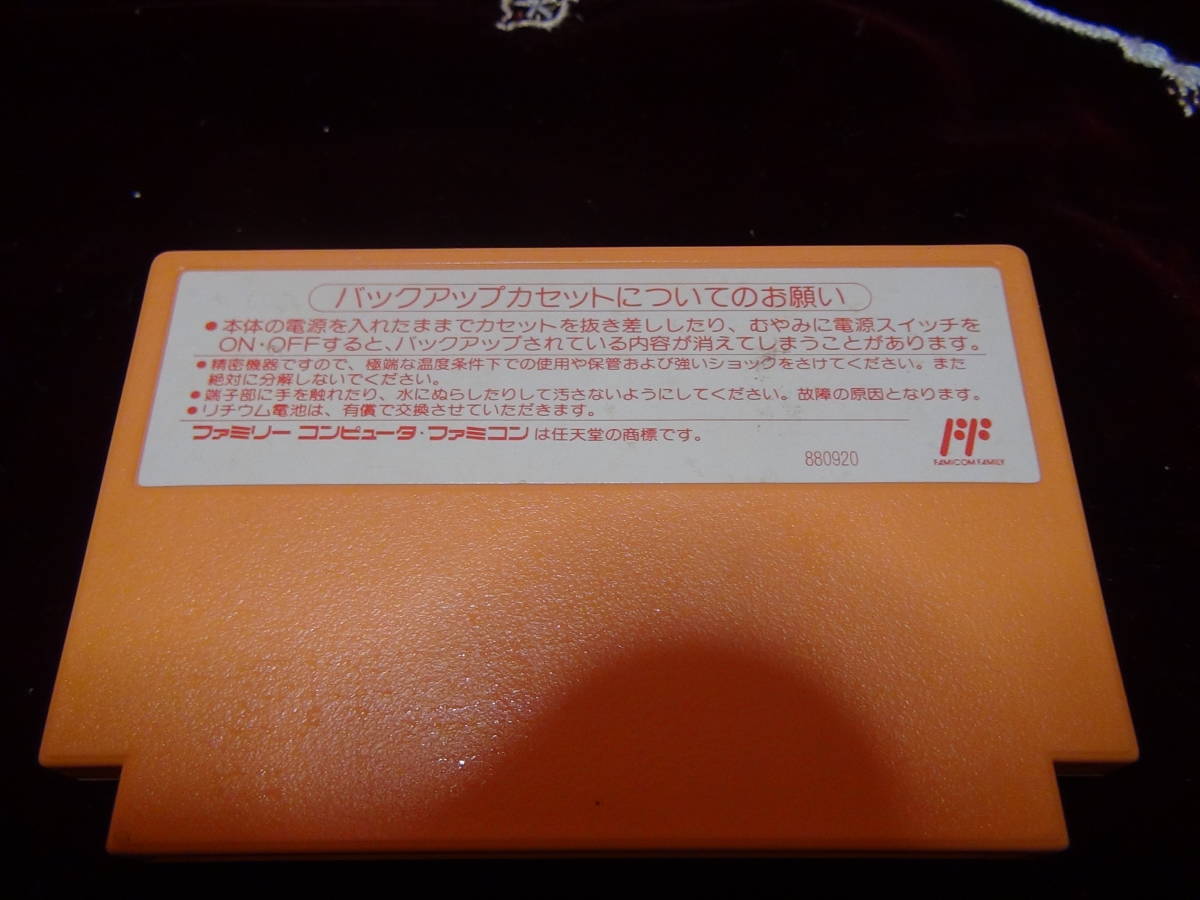 バックアップカセットについてのお願い
●本体の電源を入れたままでカセットを抜き差ししたり、むやみに電源スイッチを
ON・OFFすると、バックアップされている内容が消えてしまうことがあります。
●精密機器ですので、極端な温度条件下での使用や保管および強いショックをさけてください。また
絶対に分解しないでください。
●端子部に手を触れたり、水にぬらしたりして汚さないようにしてください。故障の原因となります。
●リチウム電池は、有償で交換させていただきます。
ファミリー コンピュータ・ファミコン は任天堂の商標です。
880920
FF
FAMICOM FAMILY